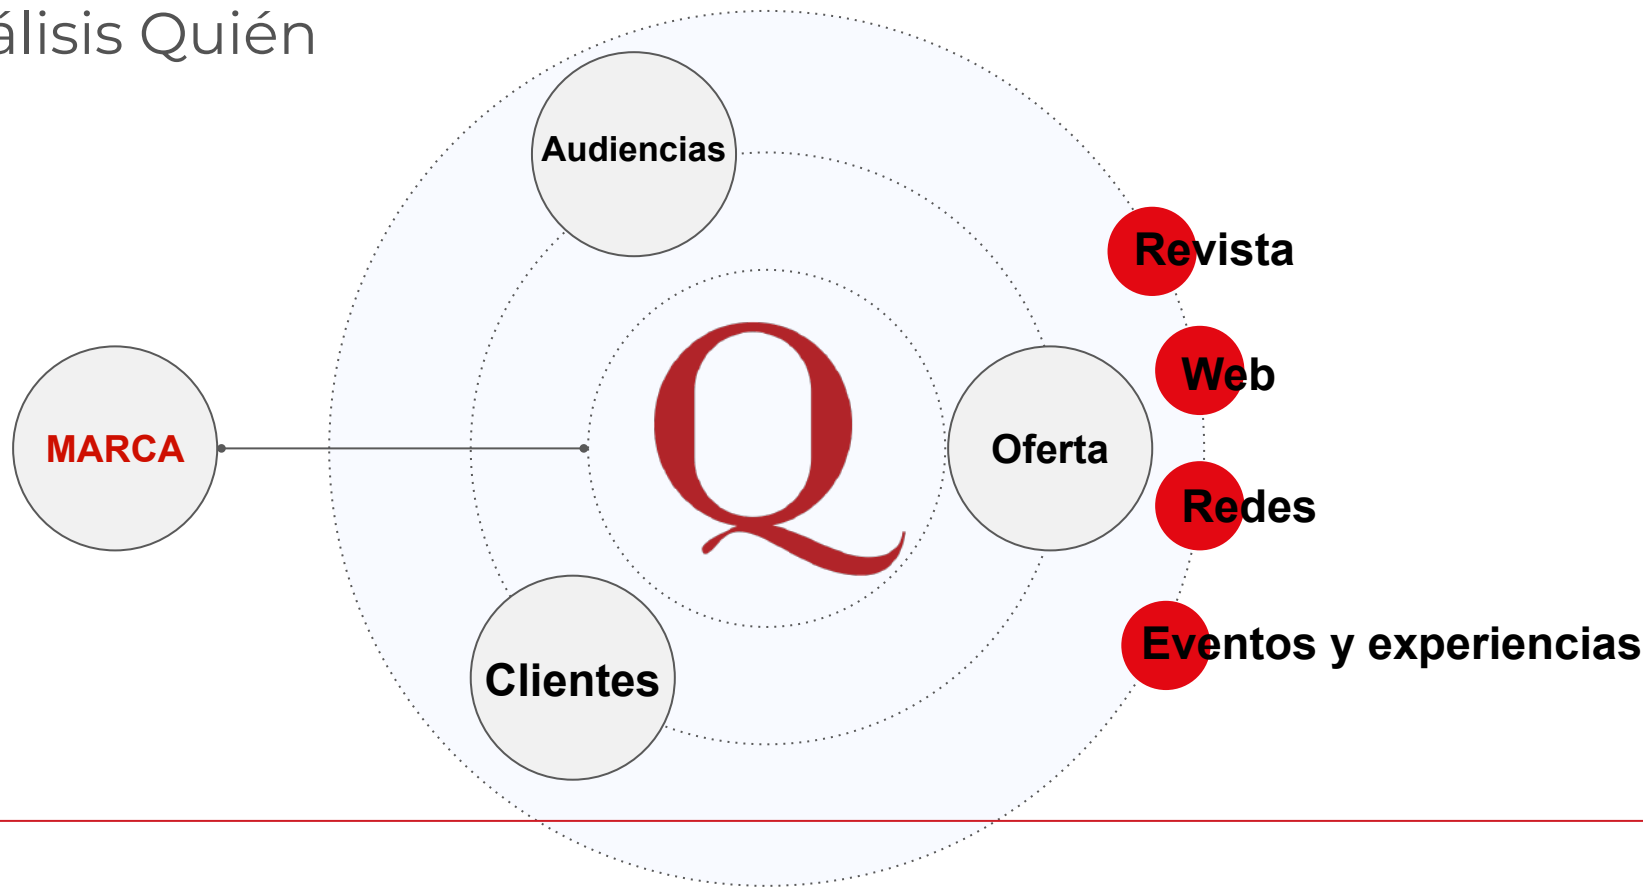 álisis Quién
Audiencias
Revista
Web
MARCA
Q
Oferta
Redes
Eventos y experiencias
Clientes